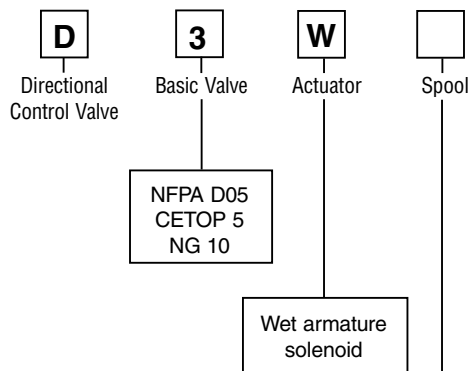 D 3 W
Directional
Control Valve
Basic Valve
Actuator
Spool
NFPA D05
CETOP 5
NG 10
Wet armature
solenoid